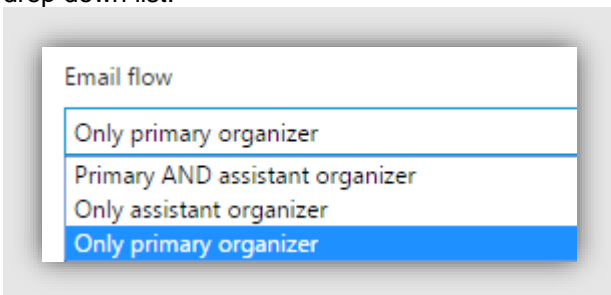 drop down list.
Email flow
Only primary organizer
Primary AND assistant organizer
Only assistant organizer
Only primary organizer